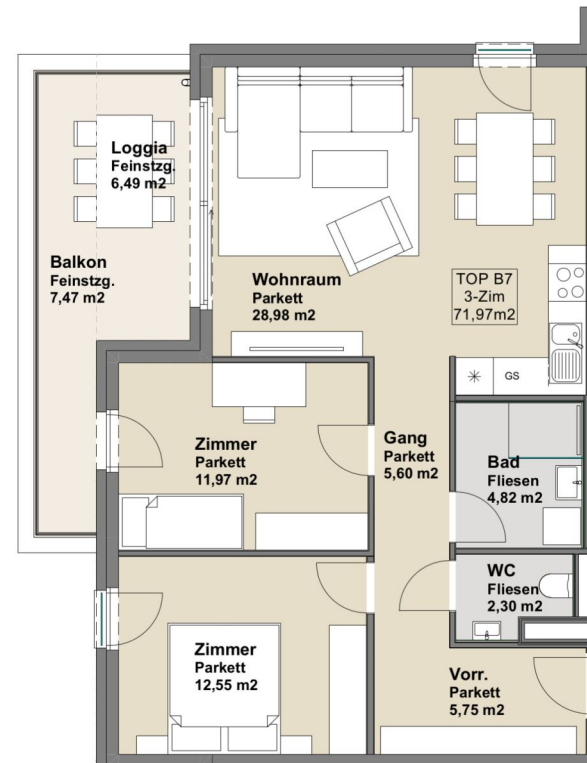 Loggia
Feinstzg.
6,49 m2
Balkon
Feinstzg.
7,47 m2
Wohnraum
Parkett
28,98 m2
TOP B7
3-Zim
71,97m2
GS
Zimmer
Parkett
11,97 m2
Gang
Parkett
5,60 m2
Bad
Fliesen
4,82 m2
WC
Fliesen
2,30 m2
Zimmer
Parkett
12,55 m2
Vorr.
Parkett
5,75 m2